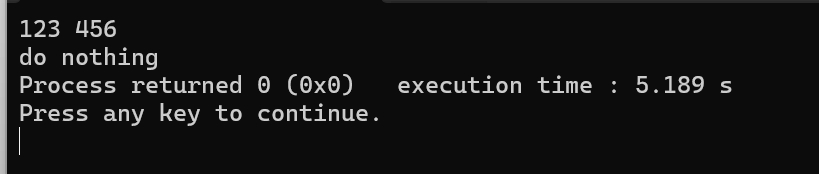 123 456
do nothing
Process returned 0 (0x0)   execution time : 5.189 s
Press any key to continue.